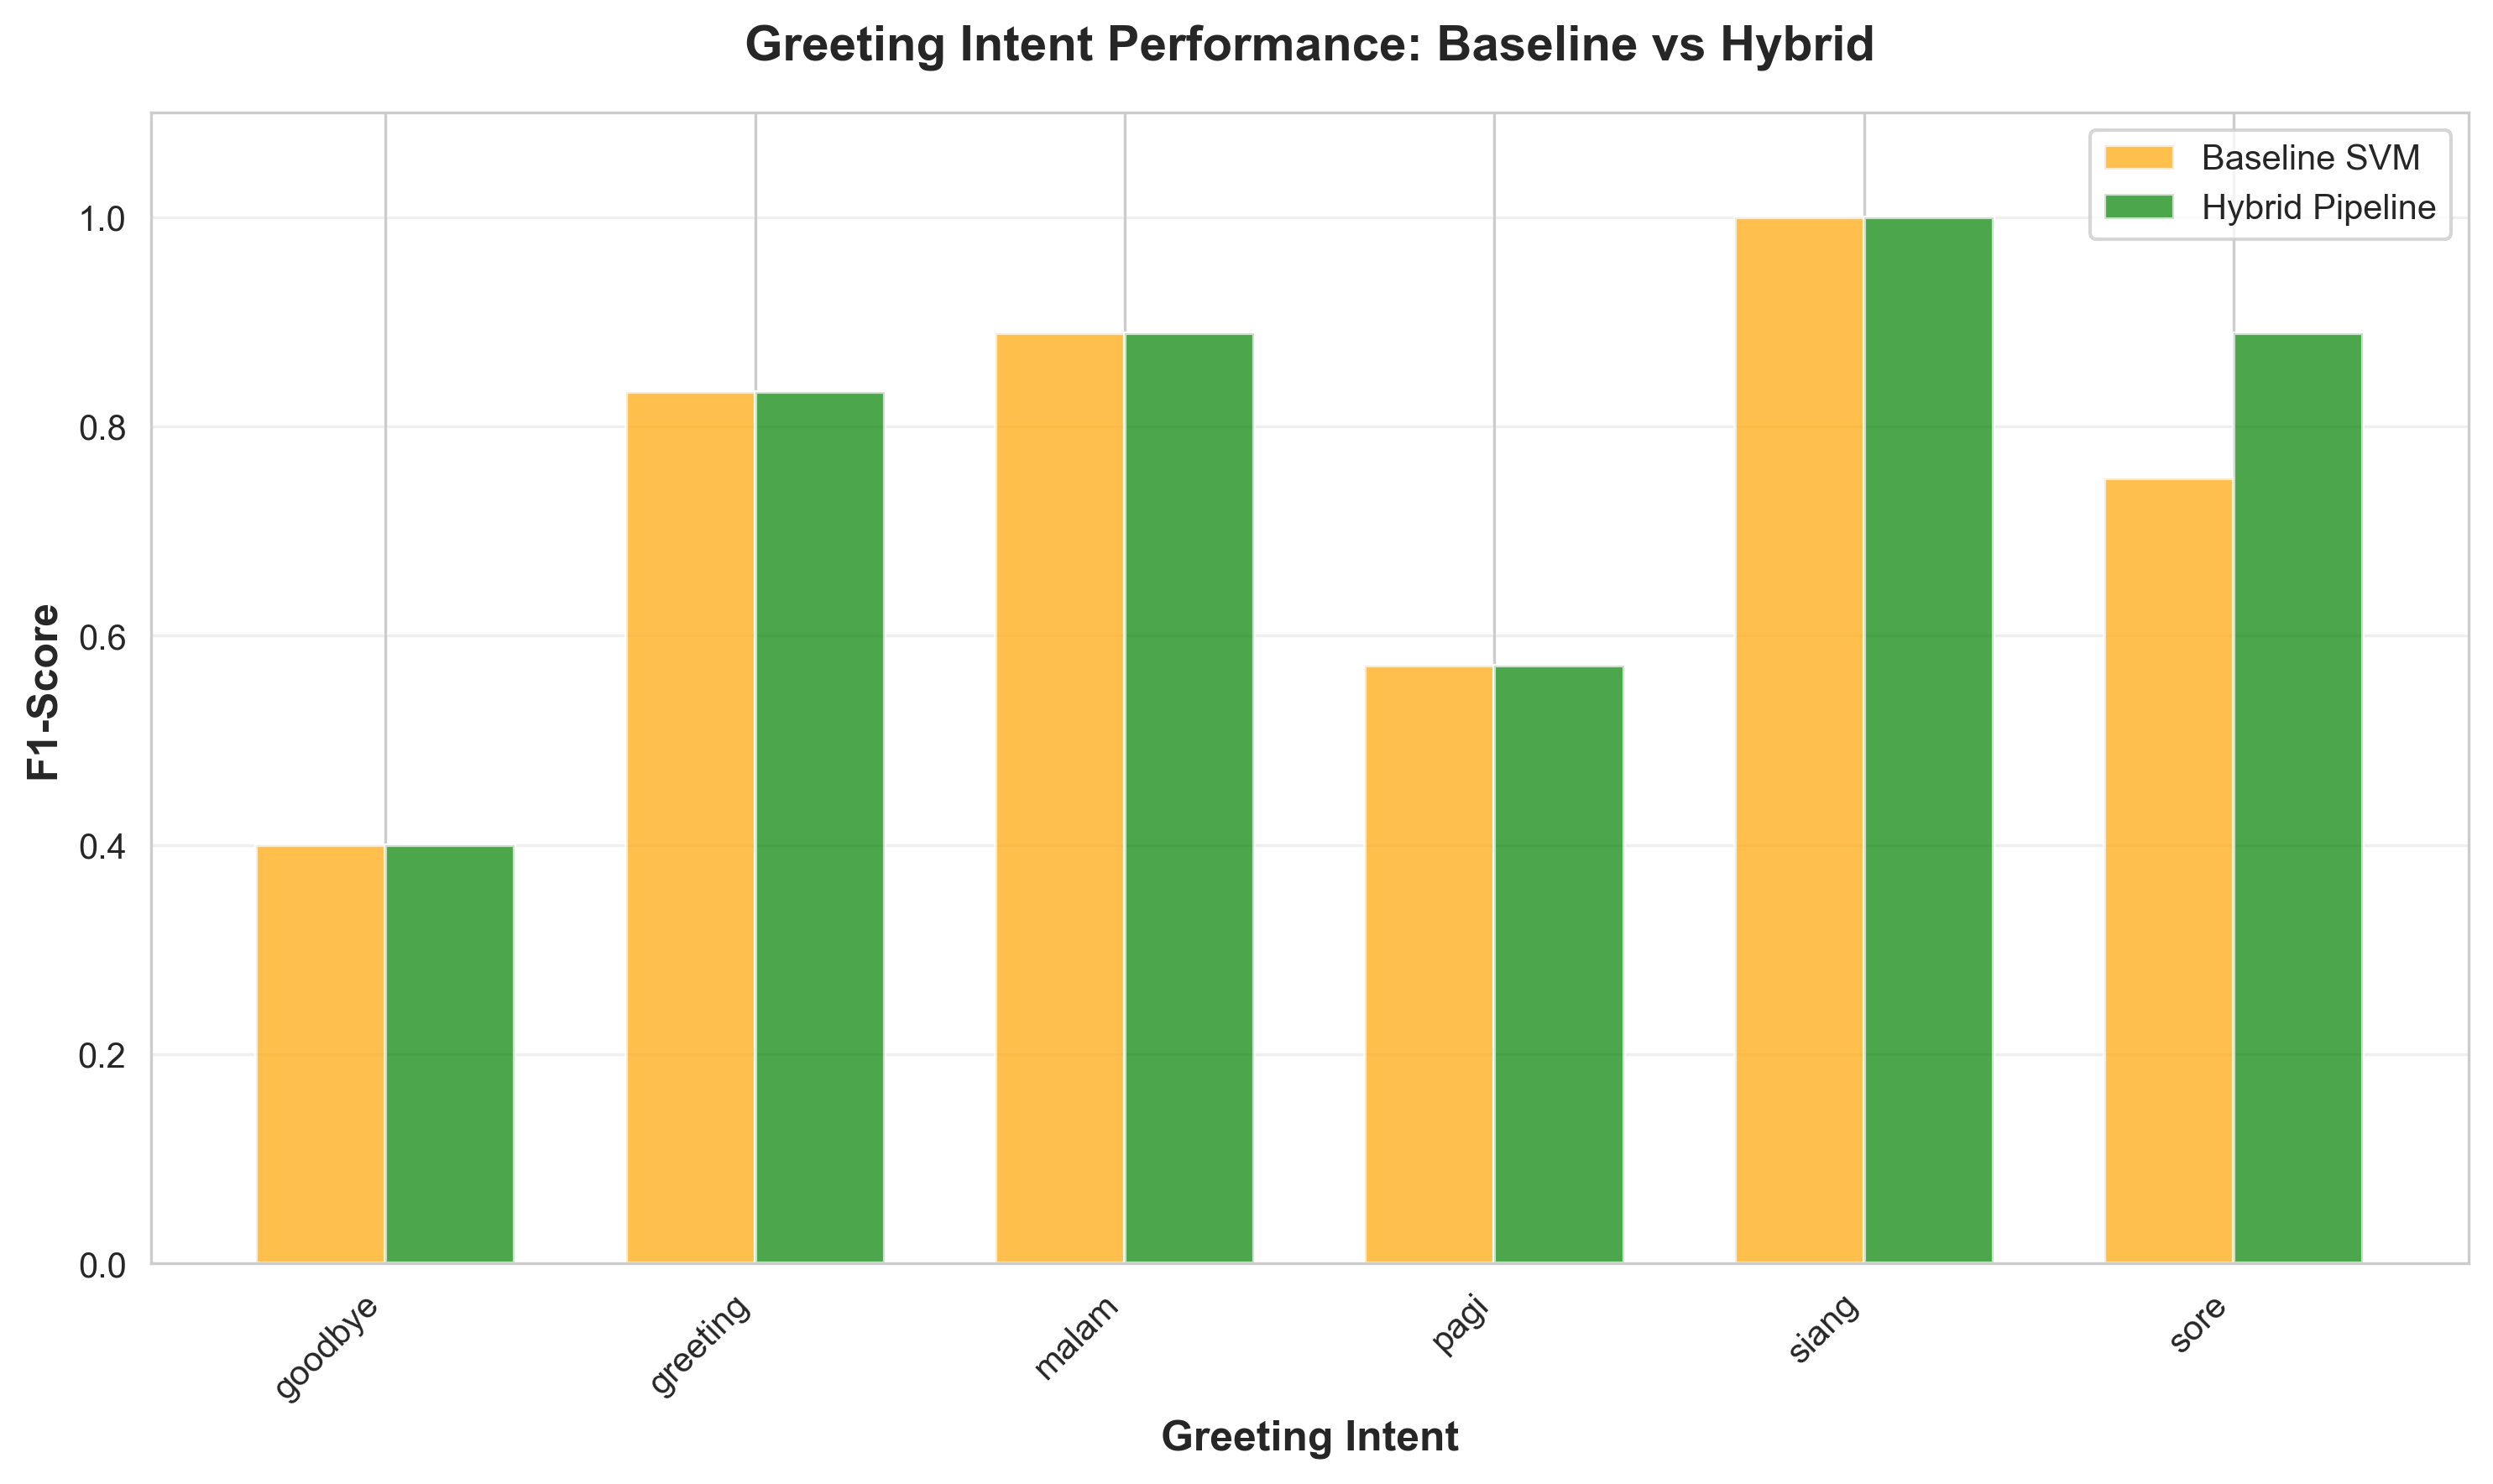 Greeting Intent Performance: Baseline vs Hybrid
Baseline SVM
Hybrid Pipeline
F1-Score
1.0
0.8
0.6
0.4
0.2
0.0
goodbye
greeting
malam
pagi
siang
sore
Greeting Intent